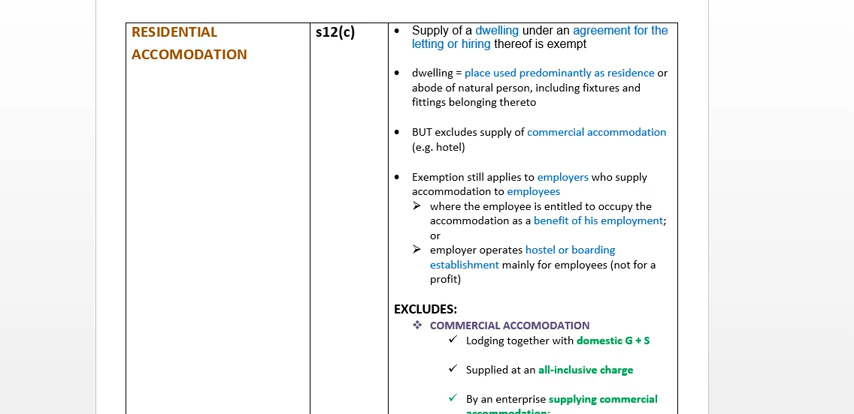 RESIDENTIAL
ACCOMODATION
s12(c)
• Supply of a dwelling under an agreement for the
letting or hiring thereof is exempt
• dwelling = place used predominantly as residence or
abode of natural person, including fixtures and
fittings belonging thereto
• BUT excludes supply of commercial accommodation
(e.g. hotel)
• Exemption still applies to employers who supply
accommodation to employees
➢ where the employee is entitled to occupy the
accommodation as a benefit of his employment;
or
➢ employer operates hostel or boarding
establishment mainly for employees (not for a
profit)
EXCLUDES:
❖ COMMERCIAL ACCOMODATION
✓ Lodging together with domestic G + S
✓ Supplied at an all-inclusive charge
✓ By an enterprise supplying commercial
accommodation;